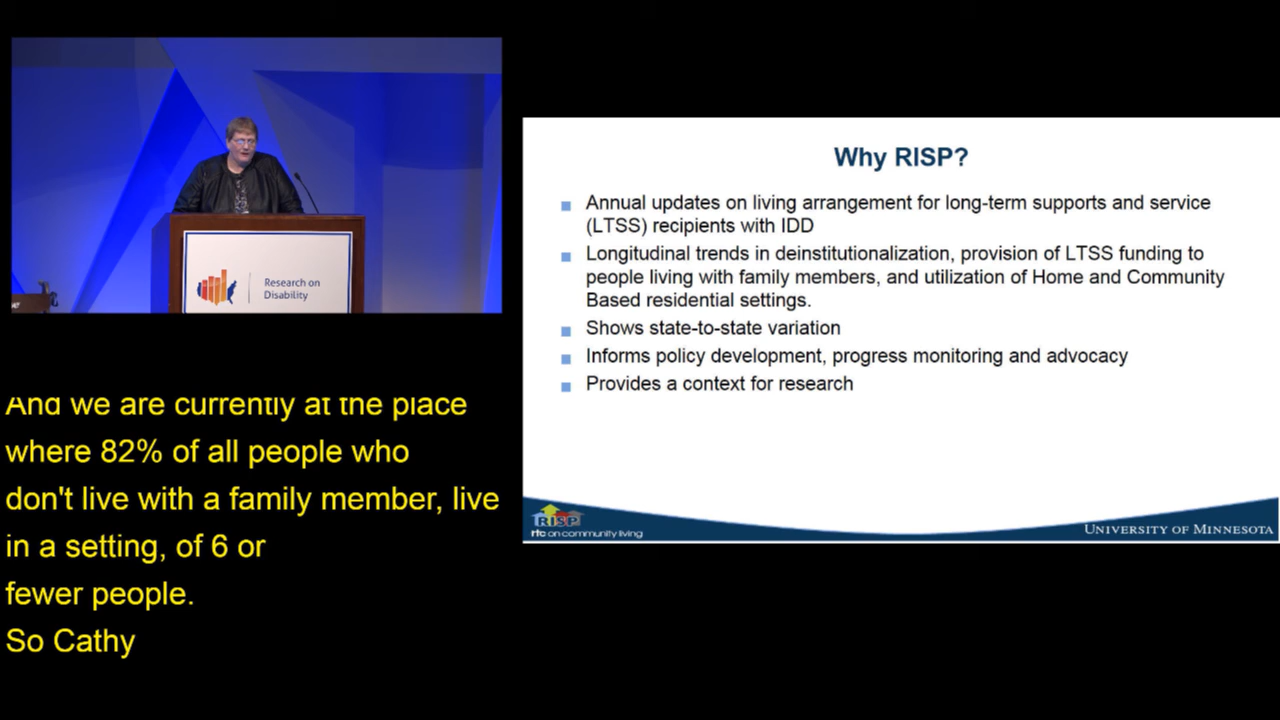 Research on
Disability
And we are currently at the place
where 82% of all people who
don't live with a family member, live
in a setting, of 6 or
fewer people.
So Cathy
Why RISP?
Annual updates on living arrangement for long-term supports and service
(LTSS) recipients with IDD
Longitudinal trends in deinstitutionalization, provision of LTSS funding to
people living with family members, and utilization of Home and Community
Based residential settings.
Shows state-to-state variation
Informs policy development, progress monitoring and advocacy
Provides a context for research
RISP
rtc on community living
UNIVERSITY OF MINNESOTA